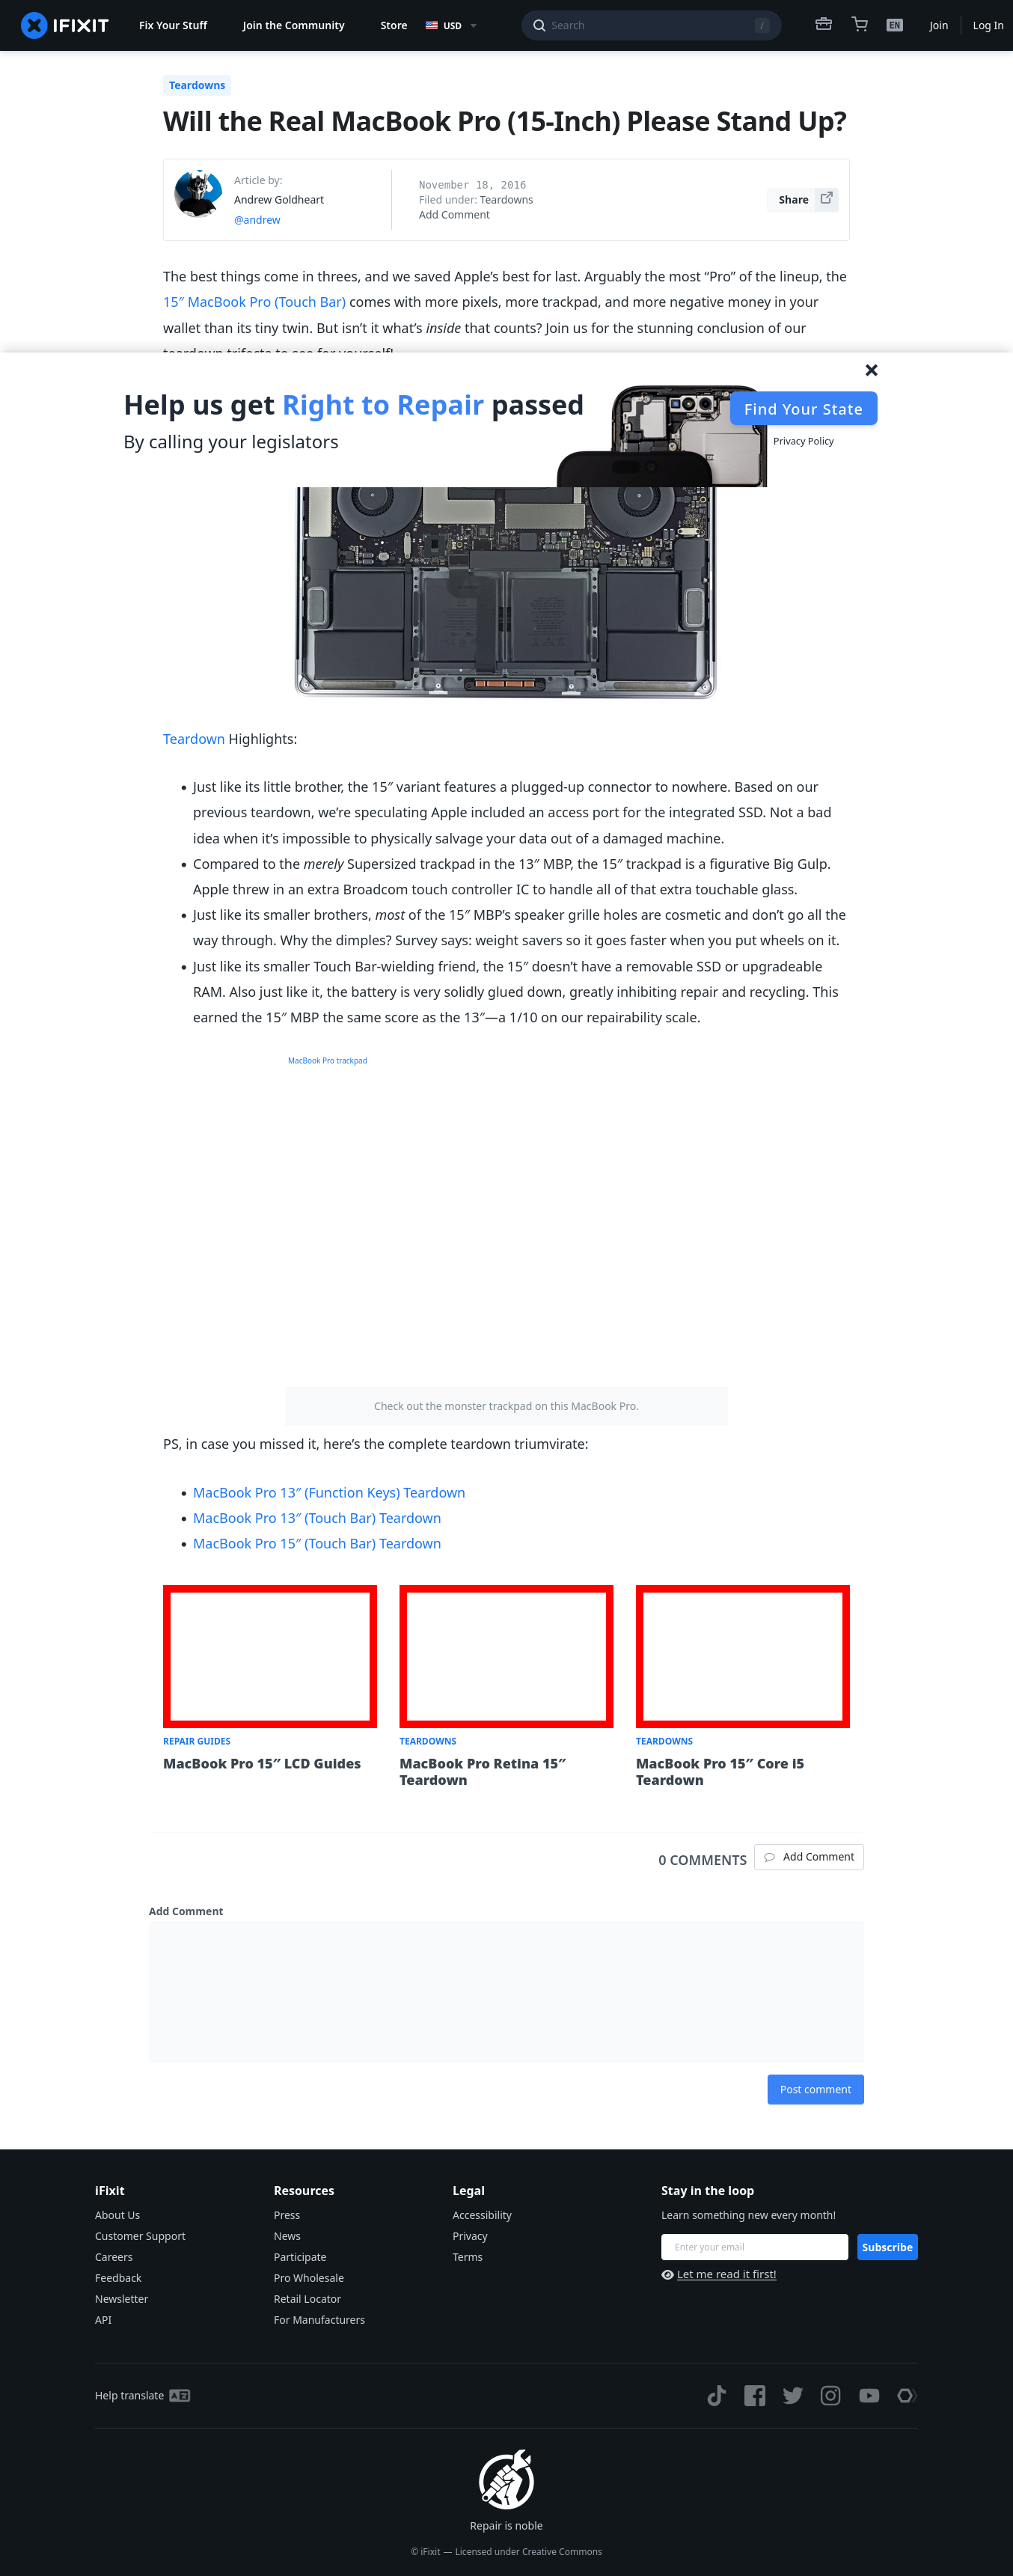 IFIXIT
Fix Your Stuff
Join the Community
Store
USD
Search
/
EN
Join
Log In
Teardowns
Will the Real MacBook Pro (15-Inch) Please Stand Up?
Article by:
Andrew Goldheart
@andrew
November 18, 2016
Filed under: Teardowns
Add Comment
Share
The best things come in threes, and we saved Apple’s best for last. Arguably the most “Pro” of the lineup, the
15″ MacBook Pro (Touch Bar) comes with more pixels, more trackpad, and more negative money in your
wallet than its tiny twin. But isn’t it what’s inside that counts? Join us for the stunning conclusion of our
teardown trifecta to see for yourself!
Help us get Right to Repair passed
By calling your legislators
Find Your State
Privacy Policy
Teardown Highlights:
Just like its little brother, the 15″ variant features a plugged-up connector to nowhere. Based on our
previous teardown, we’re speculating Apple included an access port for the integrated SSD. Not a bad
idea when it’s impossible to physically salvage your data out of a damaged machine.
Compared to the merely Supersized trackpad in the 13″ MBP, the 15″ trackpad is a figurative Big Gulp.
Apple threw in an extra Broadcom touch controller IC to handle all of that extra touchable glass.
Just like its smaller brothers, most of the 15″ MBP’s speaker grille holes are cosmetic and don’t go all the
way through. Why the dimples? Survey says: weight savers so it goes faster when you put wheels on it.
Just like its smaller Touch Bar-wielding friend, the 15″ doesn’t have a removable SSD or upgradeable
RAM. Also just like it, the battery is very solidly glued down, greatly inhibiting repair and recycling. This
earned the 15″ MBP the same score as the 13″—a 1/10 on our repairability scale.
MacBook Pro trackpad
Check out the monster trackpad on this MacBook Pro.
PS, in case you missed it, here’s the complete teardown triumvirate:
MacBook Pro 13″ (Function Keys) Teardown
MacBook Pro 13″ (Touch Bar) Teardown
MacBook Pro 15″ (Touch Bar) Teardown
REPAIR GUIDES
MacBook Pro 15″ LCD Guides
TEARDOWNS
MacBook Pro Retina 15″
Teardown
TEARDOWNS
MacBook Pro 15″ Core i5
Teardown
0 COMMENTS
Add Comment
Add Comment
Post comment
iFixit
About Us
Customer Support
Careers
Feedback
Newsletter
API
Resources
Press
News
Participate
Pro Wholesale
Retail Locator
For Manufacturers
Legal
Accessibility
Privacy
Terms
Stay in the loop
Learn something new every month!
Enter your email
Subscribe
Let me read it first!
Help translate
Repair is noble
© iFixit — Licensed under Creative Commons